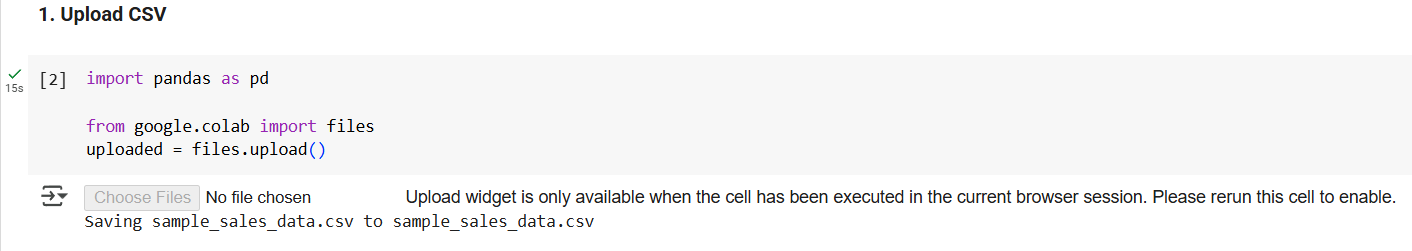 1. Upload CSV
[2] import pandas as pd
15s
from google.colab import files
uploaded = files.upload()
Choose Files No file chosen Upload widget is only available when the cell has been executed in the current browser session. Please rerun this cell to enable.
Saving sample_sales_data.csv to sample_sales_data.csv